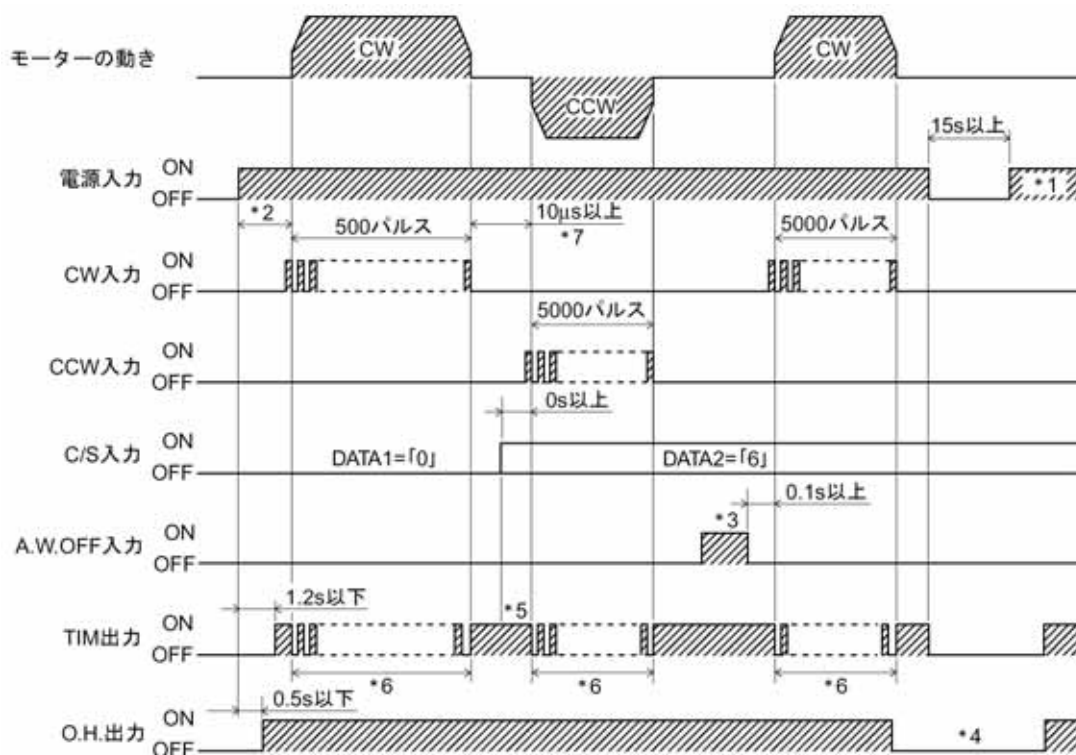 CW
モーターの動き
CW
CCW
15s以上
電源入力
ON
OFF
*1
*2
500パルス
10µs以上
*7
5000パルス
CW入力
ON
OFF
5000パルス
CCW入力
ON
OFF
0s以上
C/S入力
ON
OFF
DATA1=「0」
DATA2=「6」
0.1s以上
A.W.OFF入力
ON
OFF
*3
1.2s以下
*5
TIM出力
ON
OFF
*6
*6
*6
0.5s以下
O.H.出力
ON
OFF
*4